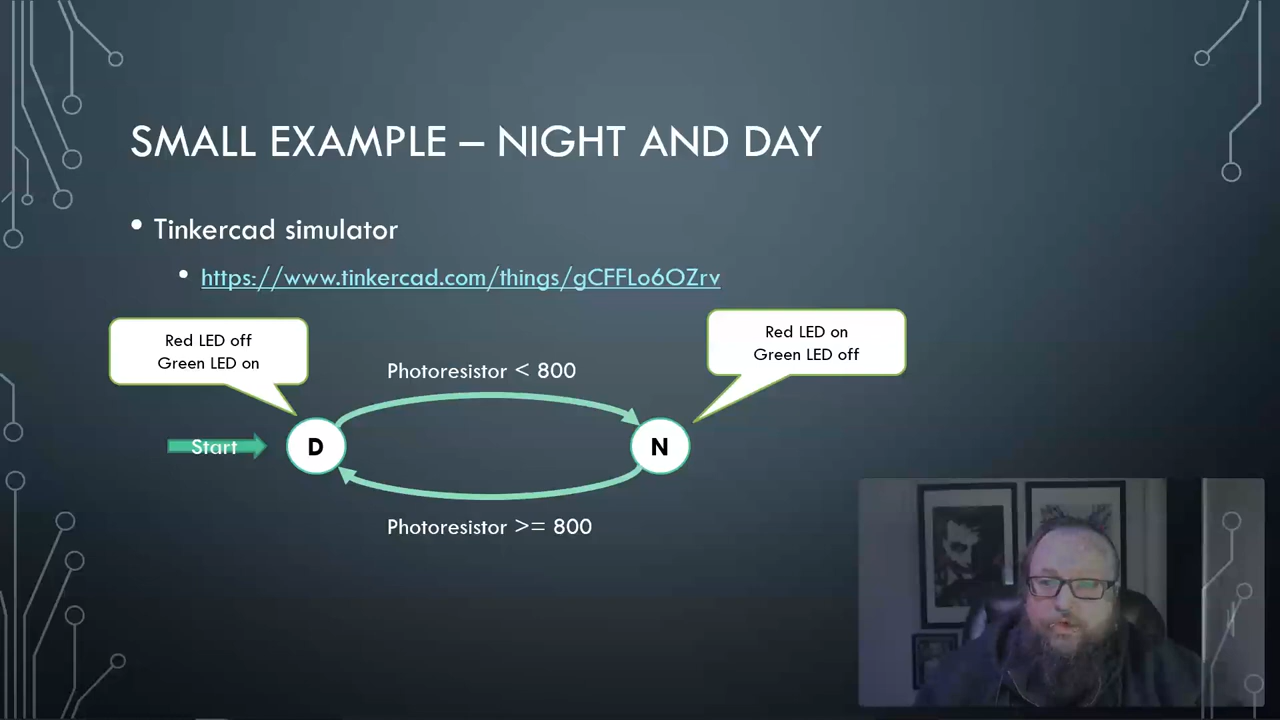 SMALL EXAMPLE – NIGHT AND DAY
• Tinkercad simulator
• https://www.tinkercad.com/things/gCFFLo6OZrv
Red LED off
Green LED on
Red LED on
Green LED off
Photoresistor < 800
Start
D
N
Photoresistor >= 800